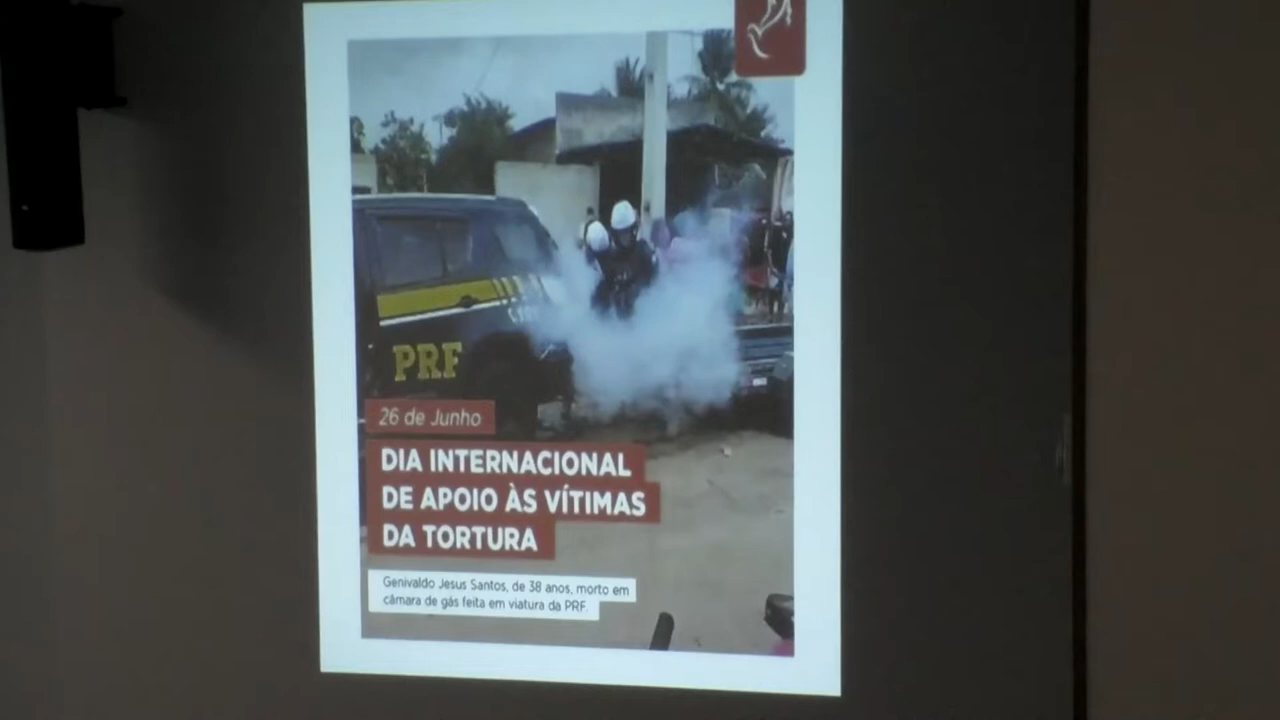 PRF
26 de Junho
DIA INTERNACIONAL
DE APOIO ÀS VÍTIMAS
DA TORTURA
Genivaldo Jesus Santos, de 38 anos, morto em
câmara de gás feita em viatura da PRF.